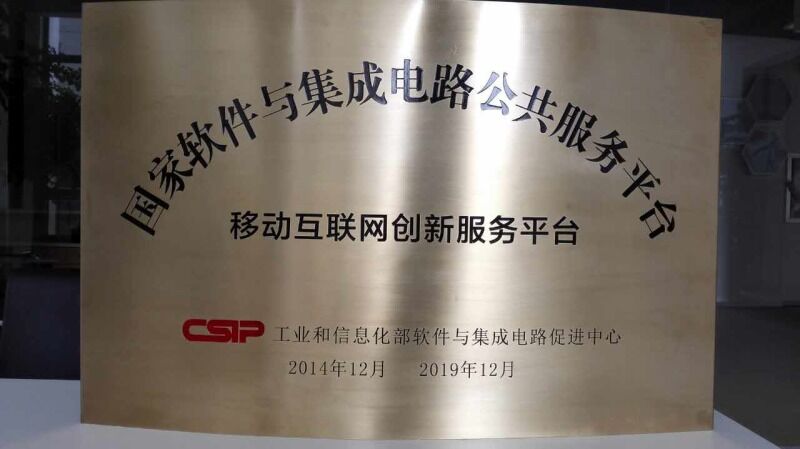 国家软件与集成电路公共服务平台
移动互联网创新服务平台
CSIP 工业和信息化部软件与集成电路促进中心
2014年12月 2019年12月